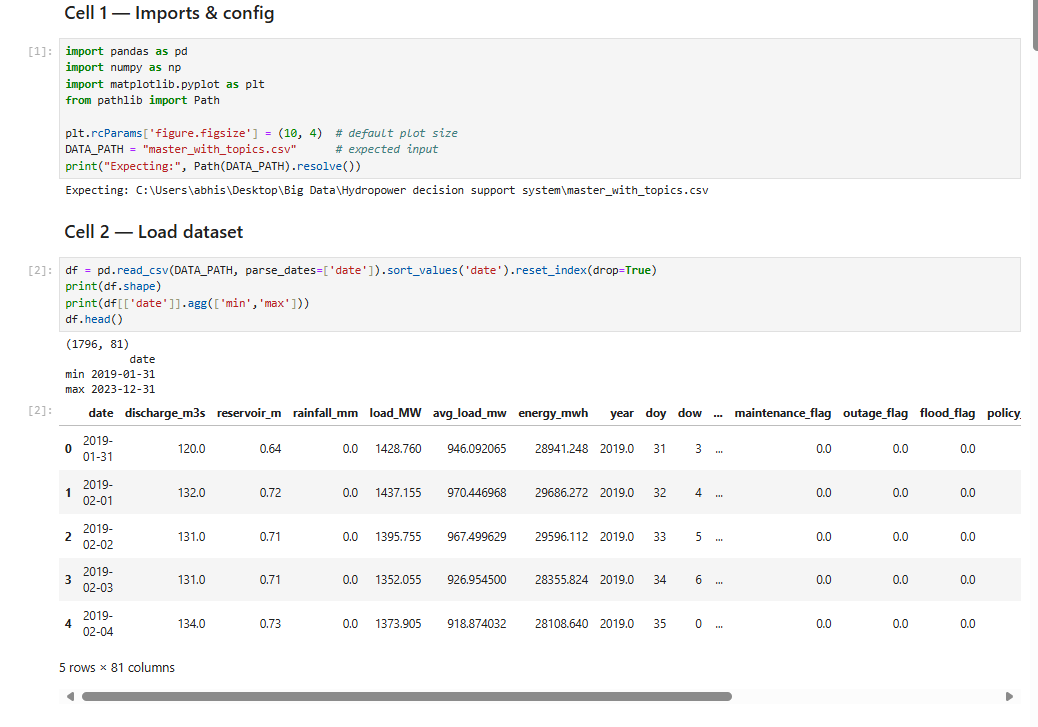 Cell 1 — Imports & config
[1]: import pandas as pd
import numpy as np
import matplotlib.pyplot as plt
from pathlib import Path
plt.rcParams['figure.figsize'] = (10, 4)  # default plot size
DATA_PATH = "master_with_topics.csv"      # expected input
print("Expecting:", Path(DATA_PATH).resolve())
Expecting: C:\Users\abhis\Desktop\Big Data\Hydropower decision support system\master_with_topics.csv
Cell 2 — Load dataset
[2]: df = pd.read_csv(DATA_PATH, parse_dates=['date']).sort_values('date').reset_index(drop=True)
print(df.shape)
print(df[['date']].agg(['min','max']))
df.head()
(1796, 81)
date
min 2019-01-31
max 2023-12-31
[2]: date discharge_m3s reservoir_m rainfall_mm load_MW avg_load_mw energy_mwh year doy dow ... maintenance_flag outage_flag flood_flag policy_
0 2019-01-31 120.0 0.64 0.0 1428.760 946.092065 28941.248 2019.0 31 3 ... 0.0 0.0 0.0
1 2019-02-01 132.0 0.72 0.0 1437.155 970.446968 29686.272 2019.0 32 4 ... 0.0 0.0 0.0
2 2019-02-02 131.0 0.71 0.0 1395.755 967.499629 29596.112 2019.0 33 5 ... 0.0 0.0 0.0
3 2019-02-03 131.0 0.71 0.0 1352.055 926.954500 28355.824 2019.0 34 6 ... 0.0 0.0 0.0
4 2019-02-04 134.0 0.73 0.0 1373.905 918.874032 28108.640 2019.0 35 0 ... 0.0 0.0 0.0
5 rows × 81 columns